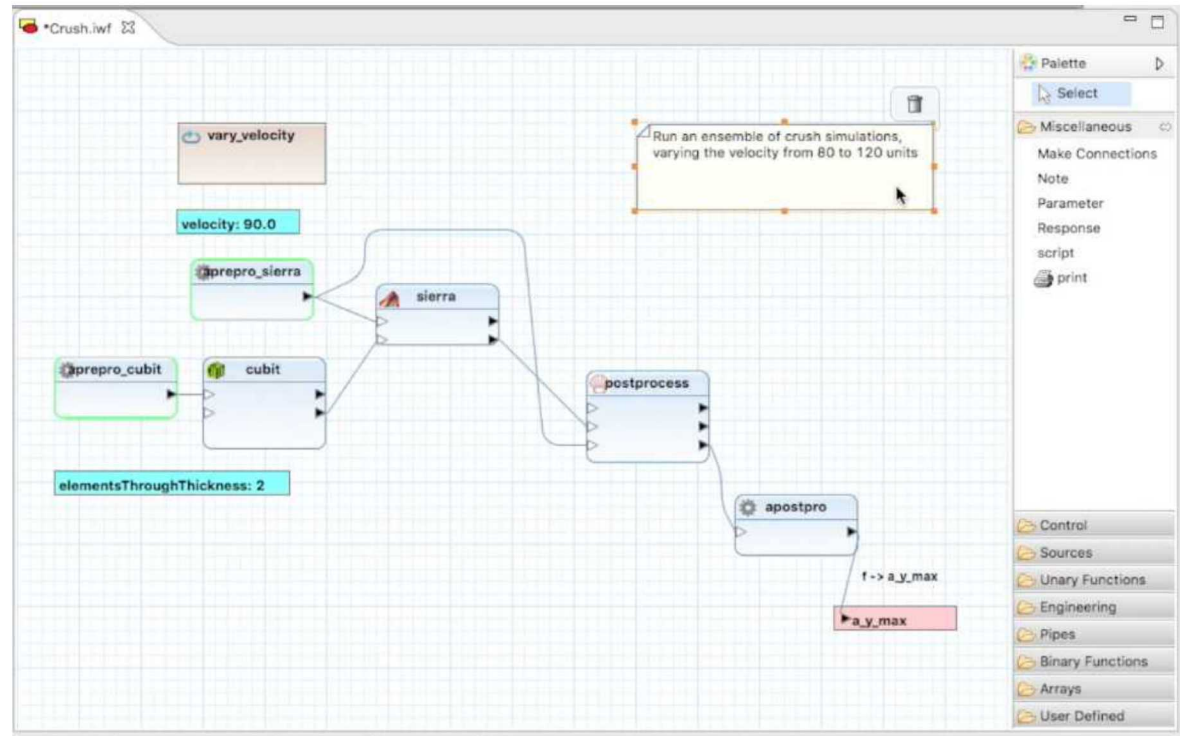 *Crush.iwf
Palette
Select
Miscellaneous
Make Connections
Note
Parameter
Response
script
print
Control
Sources
Unary Functions
Engineering
Pipes
Binary Functions
Arrays
User Defined
vary_velocity
Run an ensemble of crush simulations,
varying the velocity from 80 to 120 units
velocity: 90.0
aprepro_sierra
sierra
aprepro_cubit
cubit
postprocess
elementsThroughThickness: 2
apostpro
f -> a_y_max
a_y_max